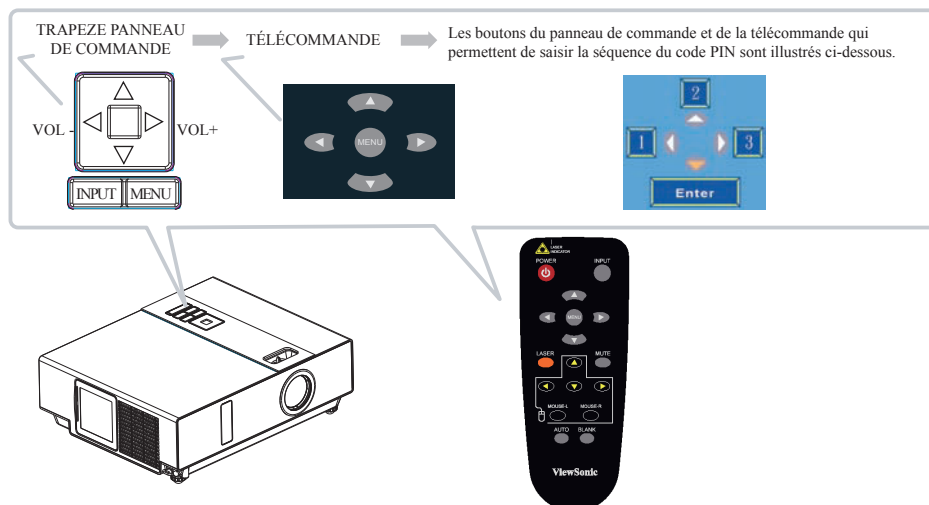 TRAPEZE PANNEAU
DE COMMANDE
TÉLÉCOMMANDE
Les boutons du panneau de commande et de la télécommande qui
permettent de saisir la séquence du code PIN sont illustrés ci-dessous.
VOL -
VOL+
INPUT MENU
MENU
2
1
3
Enter
LASER
INDICATOR
POWER
INPUT
MENU
LASER
MUTE
MOUSE-L
MOUSE-R
AUTO
BLANK
ViewSonic